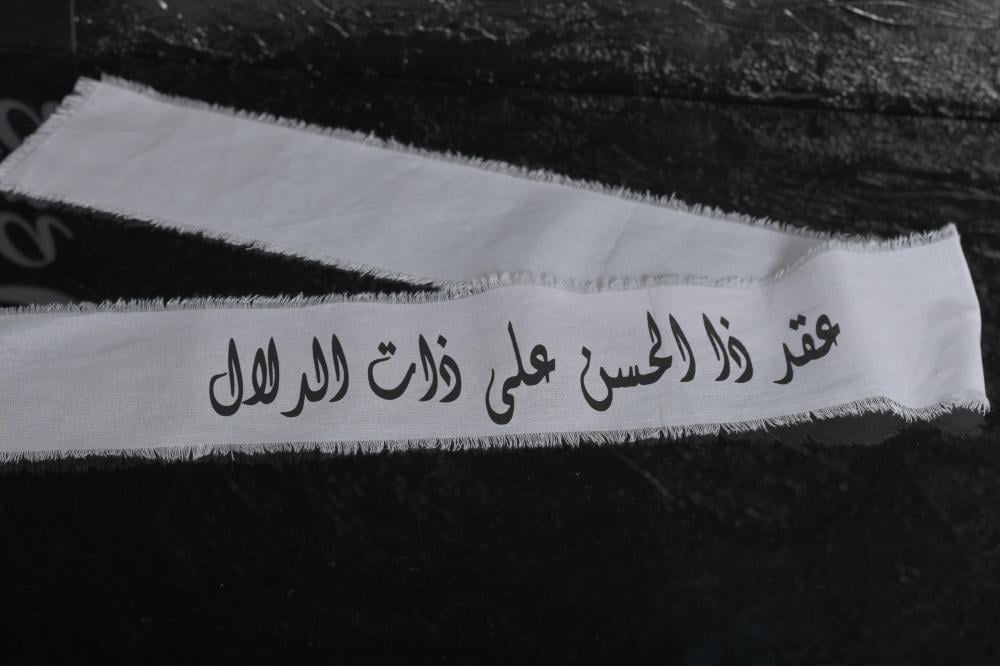 عقد ذا الحسن على ذات الدلال